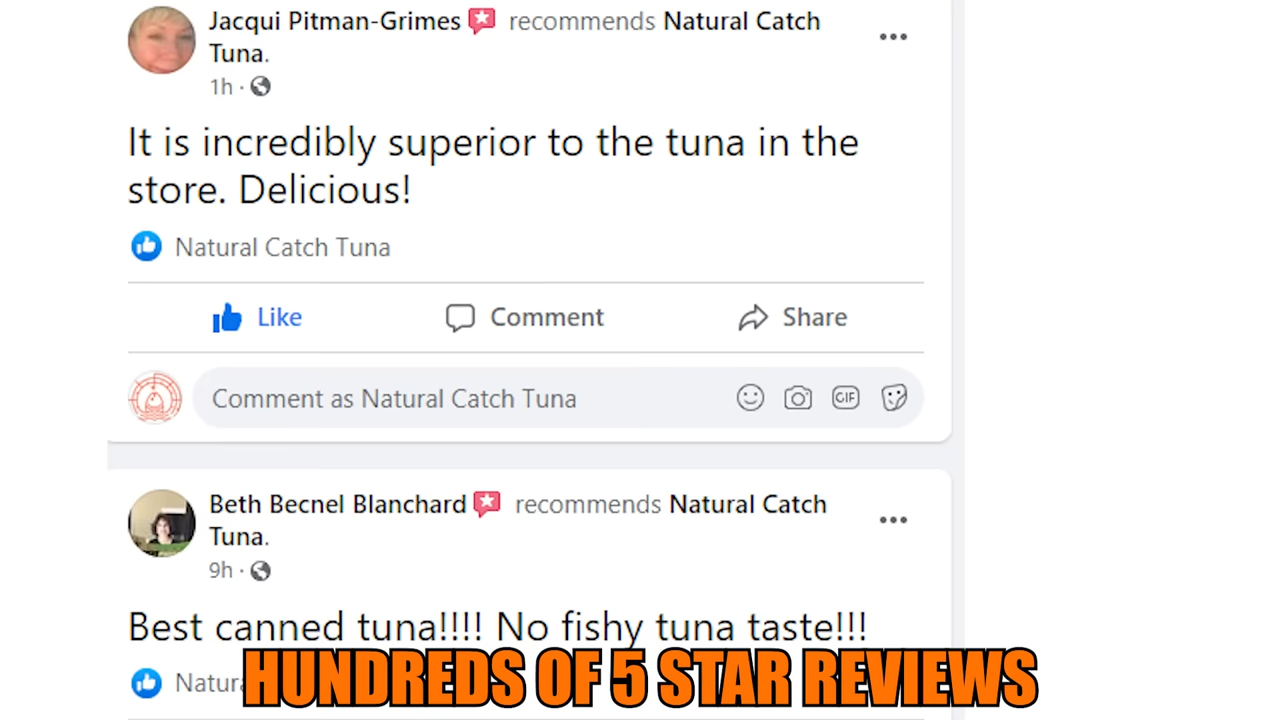 Jacqui Pitman-Grimes recommends Natural Catch
Tuna.
1h ·
It is incredibly superior to the tuna in the
store. Delicious!
Natural Catch Tuna
Like Comment Share
Comment as Natural Catch Tuna GIF
Beth Becnel Blanchard recommends Natural Catch
Tuna.
9h ·
Best canned tuna!!!! No fishy tuna taste!!!
HUNDREDS OF 5 STAR REVIEWS